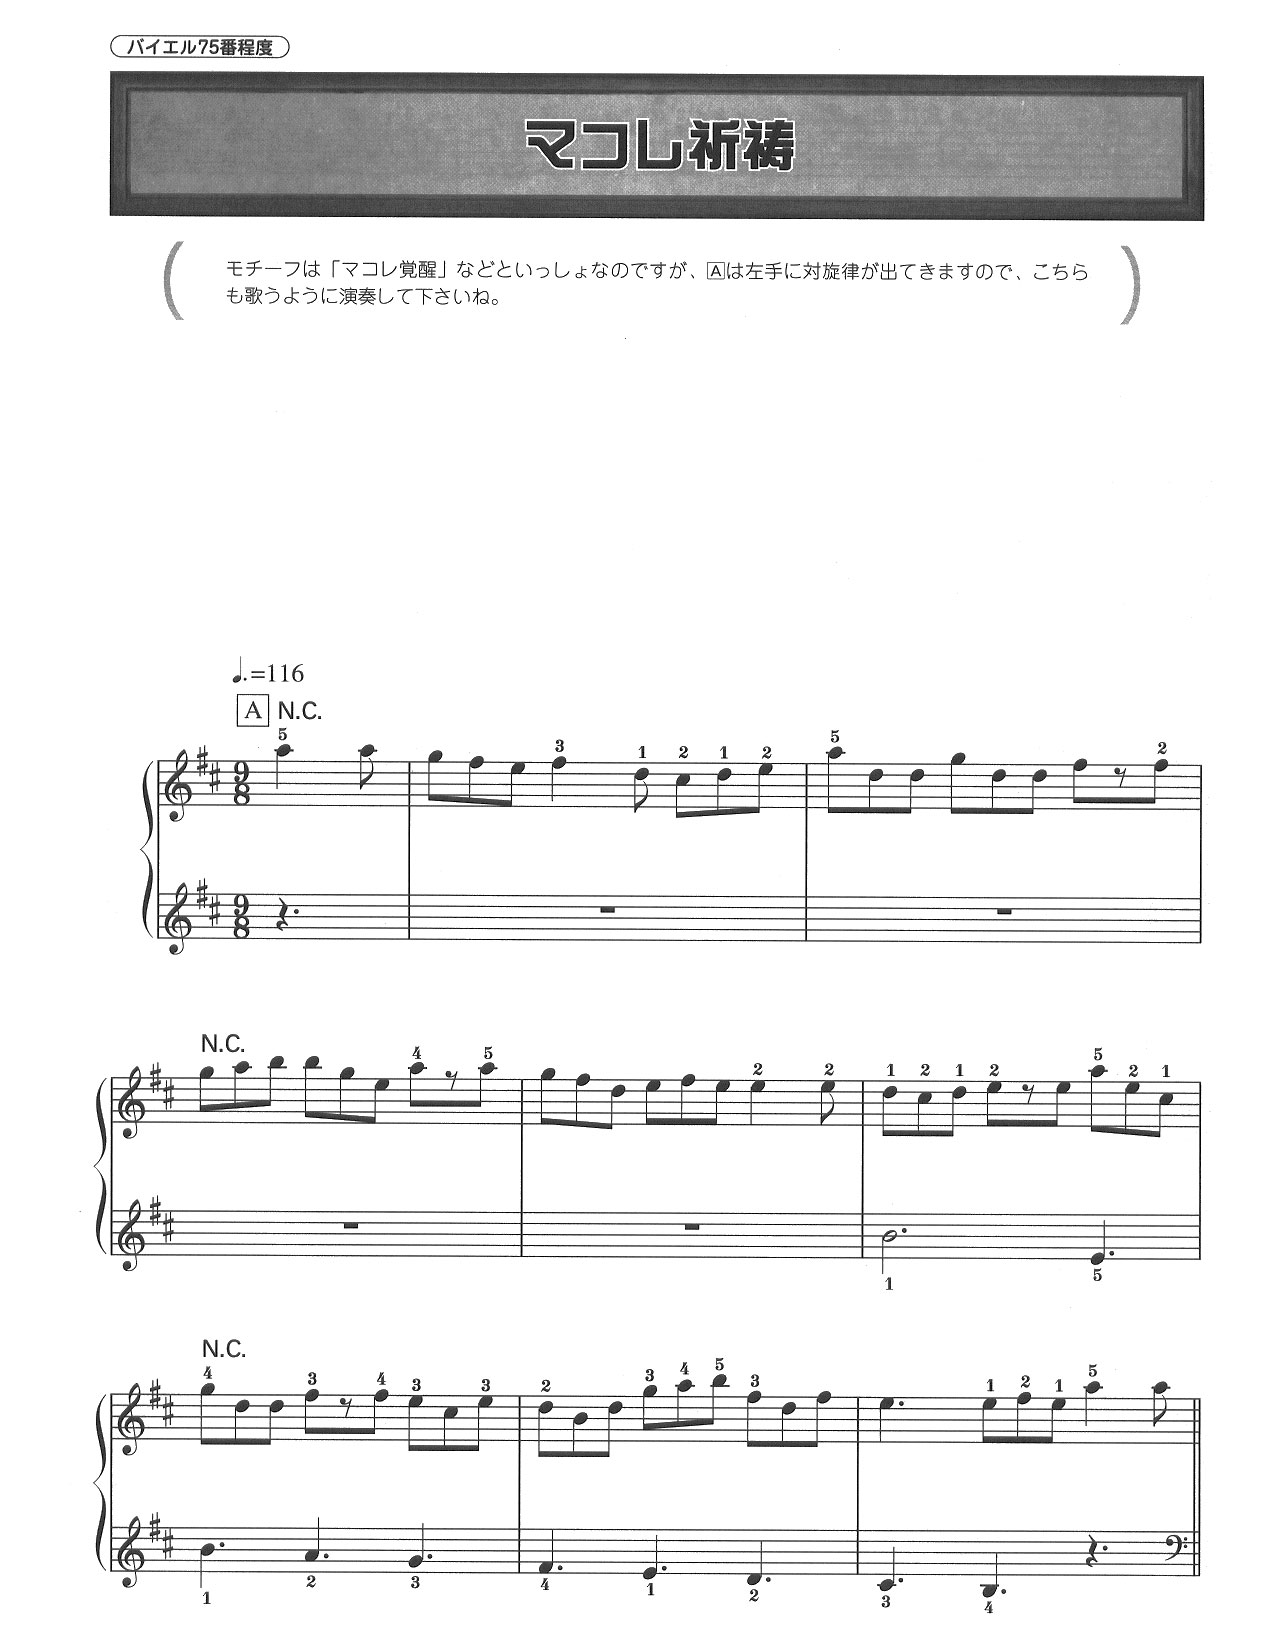 バイエル75番程度
マコレ祈祷
モチーフは「マコレ覚醒」などといっしょなのですが、Aは左手に対旋律が出てきますので、こちら
も歌うように演奏して下さいね。
♩.=116
A N.C.
5 3 1 2 1 2 5 2
9 8
9 8
N.C.
4 5 2 2 1 2 1 2 5 2 1
1 5
N.C.
4 3 4 3 3 2 3 4 5 3 1 2 1 5
1 2 3 4 1 2 3 4